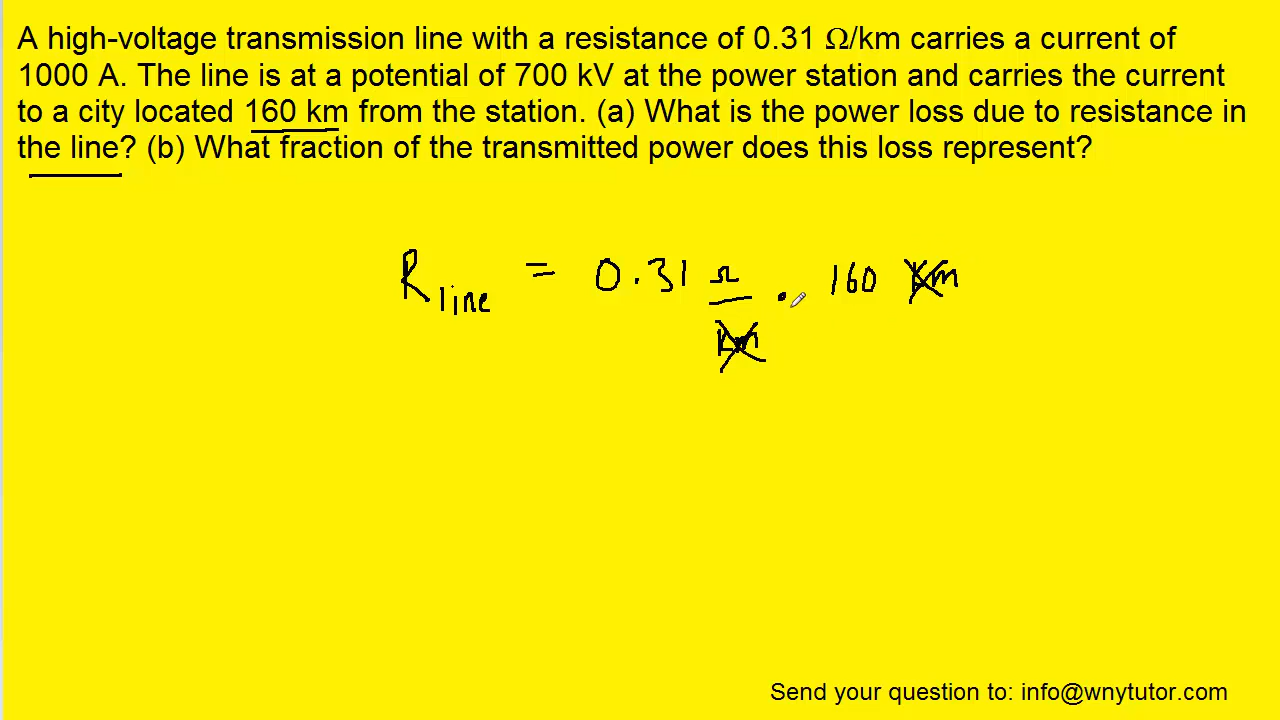 A high-voltage transmission line with a resistance of 0.31 Ω/km carries a current of
1000 A. The line is at a potential of 700 kV at the power station and carries the current
to a city located 160 km from the station. (a) What is the power loss due to resistance in
the line? (b) What fraction of the transmitted power does this loss represent?
R line = 0.31 Ω/km . 160 km
Send your question to: info@wnytutor.com